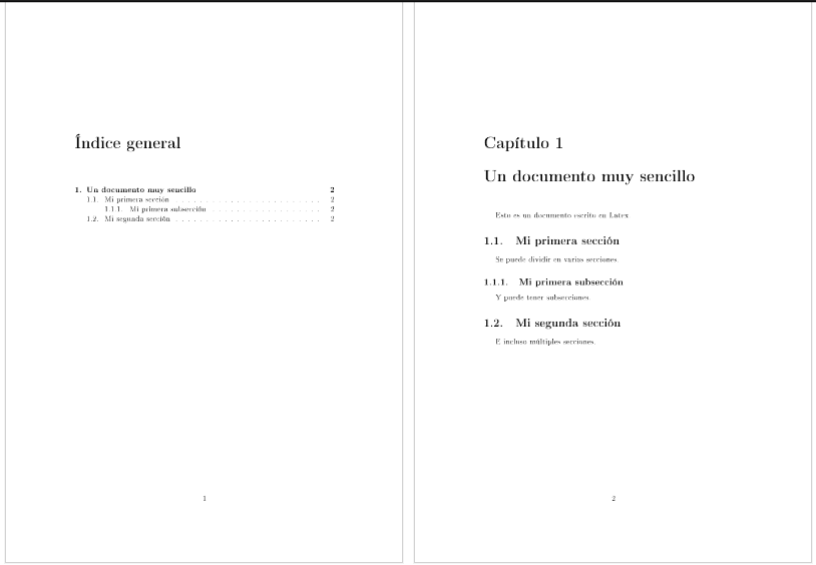 Índice general
1. Un documento muy sencillo 2
1.1. Mi primera sección . . . . . . . . . . . . . . . . . . . . . . . . 2
1.1.1. Mi primera subsección . . . . . . . . . . . . . . . . . . 2
1.2. Mi segunda sección . . . . . . . . . . . . . . . . . . . . . . . . 2
1
Capítulo 1
Un documento muy sencillo
Esto es un documento escrito en Latex
1.1. Mi primera sección
Se puede dividir en varias secciones
1.1.1. Mi primera subsección
Y puede tener subsecciones
1.2. Mi segunda sección
E incluso múltiples secciones
2